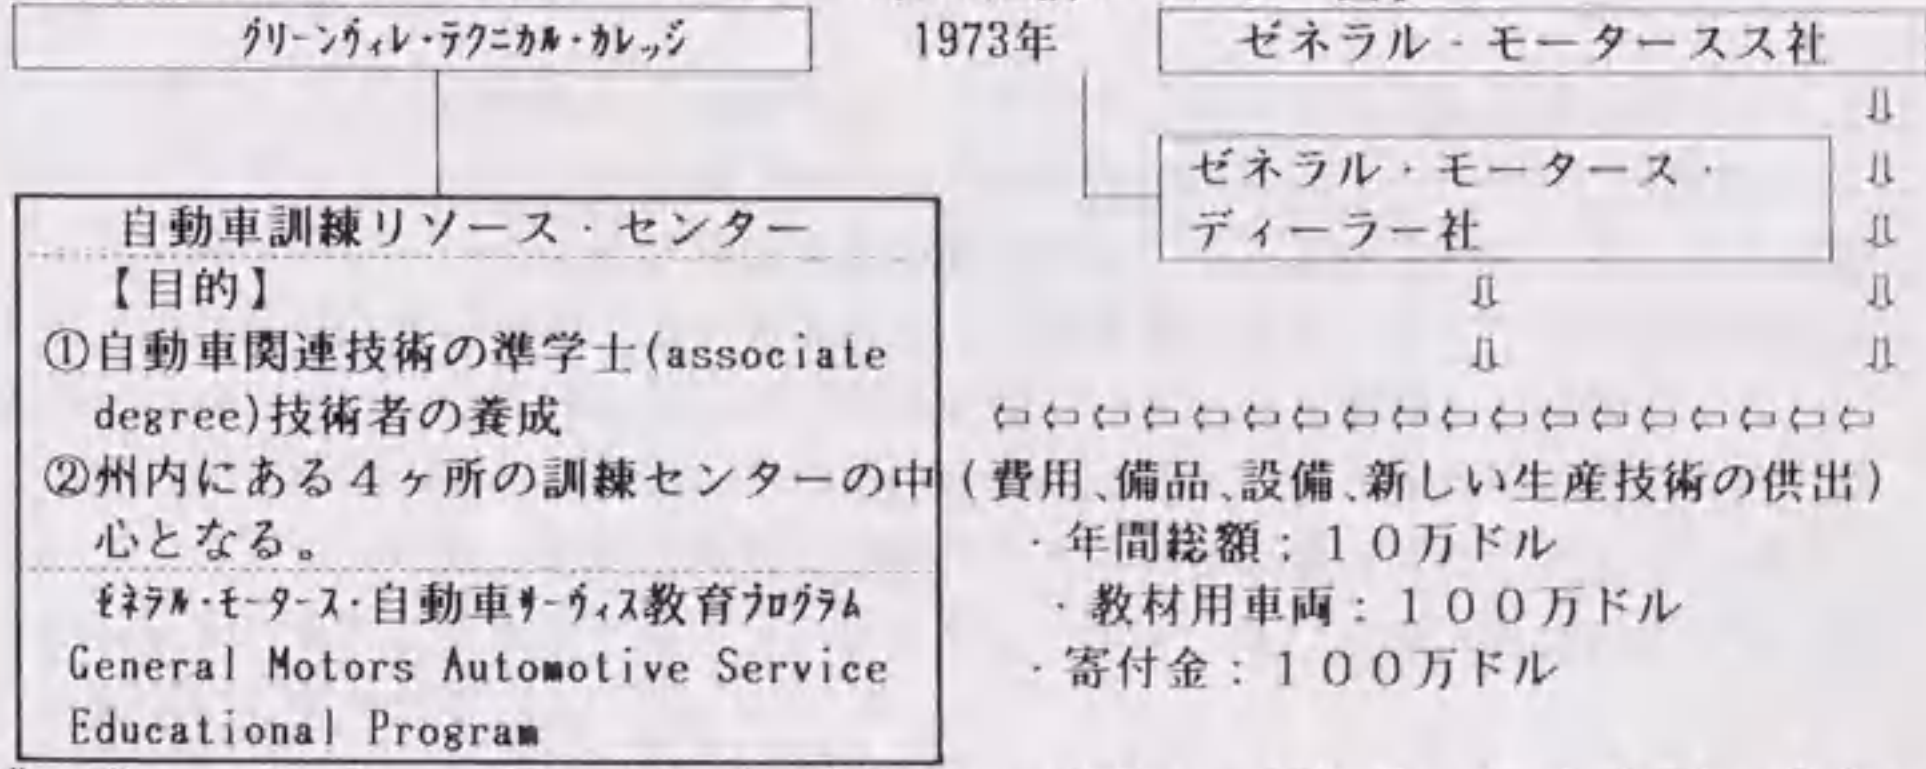 グリーンヴィレ・テクニカル・カレッジ
1973年
ゼネラル・モータースス社
ゼネラル・モータース・
ディーラー社
自動車訓練リソース・センター
【目的】
①自動車関連技術の準学士(associate
degree)技術者の養成
②州内にある4ヶ所の訓練センターの中
心となる。
ゼネラル・モータース・自動車サーヴィス教育プログラム
General Motors Automotive Service
Educational Program
(費用、備品、設備、新しい生産技術の供出)
・年間総額:10万ドル
・教材用車両:100万ドル
・寄付金:100万ドル